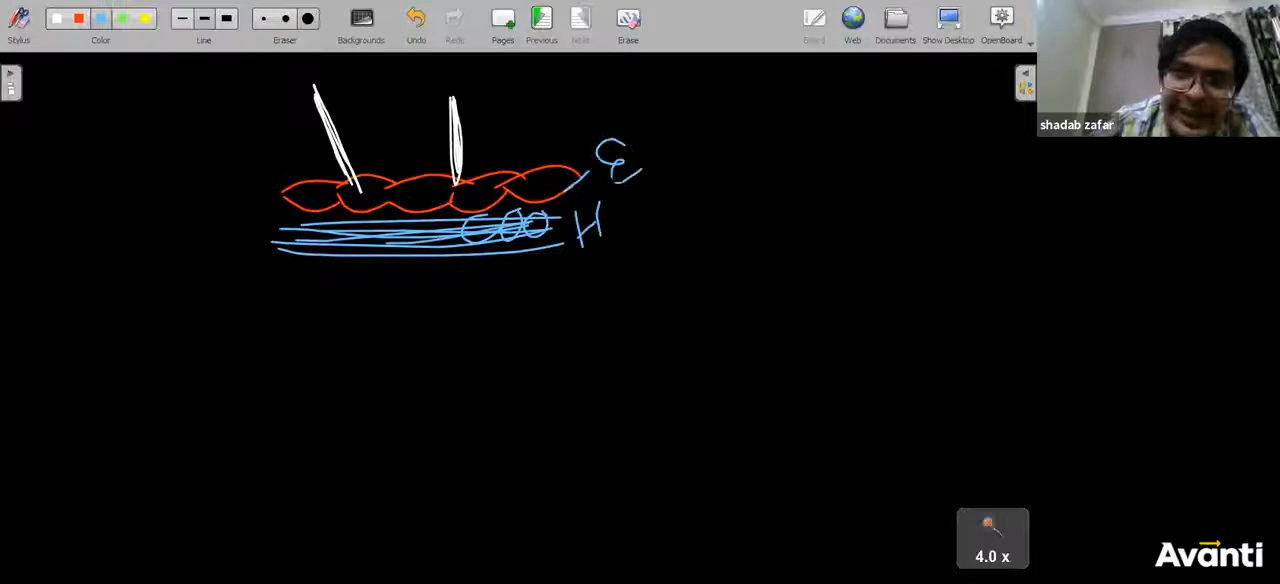 Stylus
Color
Line
Eraser
Backgrounds
Undo
Redo
Pages
Previous
Erase
Board
Web
Documents
Show Desktop
OpenBoard
shadab zafar
H
4.0 x
Avanti